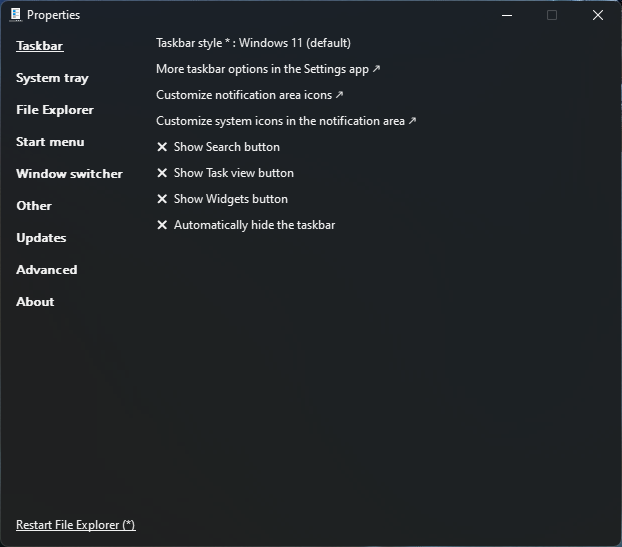 Properties
Taskbar
System tray
File Explorer
Start menu
Window switcher
Other
Updates
Advanced
About
Taskbar style * : Windows 11 (default)
More taskbar options in the Settings app ↗
Customize notification area icons ↗
Customize system icons in the notification area ↗
✕ Show Search button
✕ Show Task view button
✕ Show Widgets button
✕ Automatically hide the taskbar
Restart File Explorer (*)